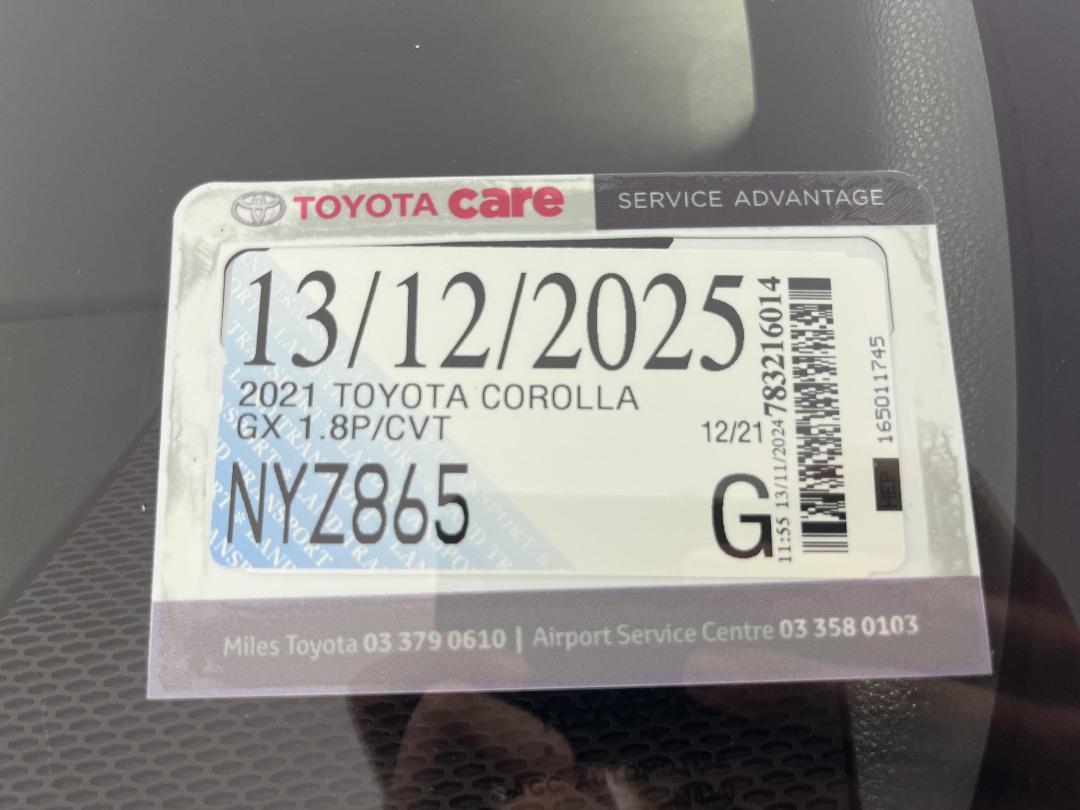 TOYOTA care SERVICE ADVANTAGE
13/12/2025
2021 TOYOTA COROLLA
GX 1.8P/CVT 12/21
NYZ865 G
11:55 13/11/2024 783216014
165011745
HEP
Miles Toyota 03 379 0610 | Airport Service Centre 03 358 0103